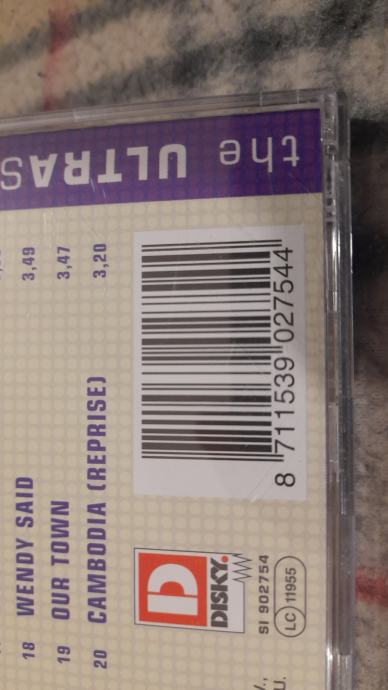 the ULTRAS
3,49
3,47
3,20
18 WENDY SAID
19 OUR TOWN
20 CAMBODIA (REPRISE)
8 711539 027544
D
DISKY.
SI 902754
LC 11955